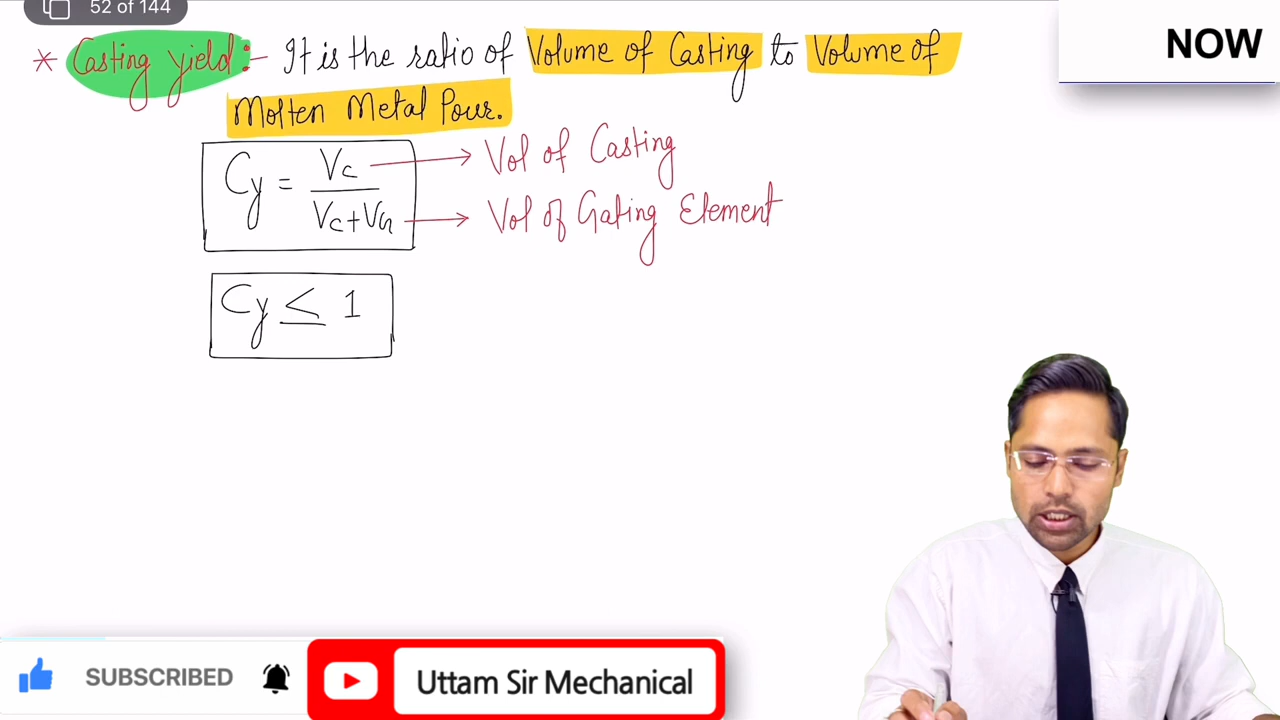 52 of 144
NOW
* Casting yield :- It is the ratio of Volume of Casting to Volume of
Molten Metal Pour.
Cy = Vc / Vc+VG
Vol of Casting
Vol of Gating Element
Cy ≤ 1
SUBSCRIBED
Uttam Sir Mechanical